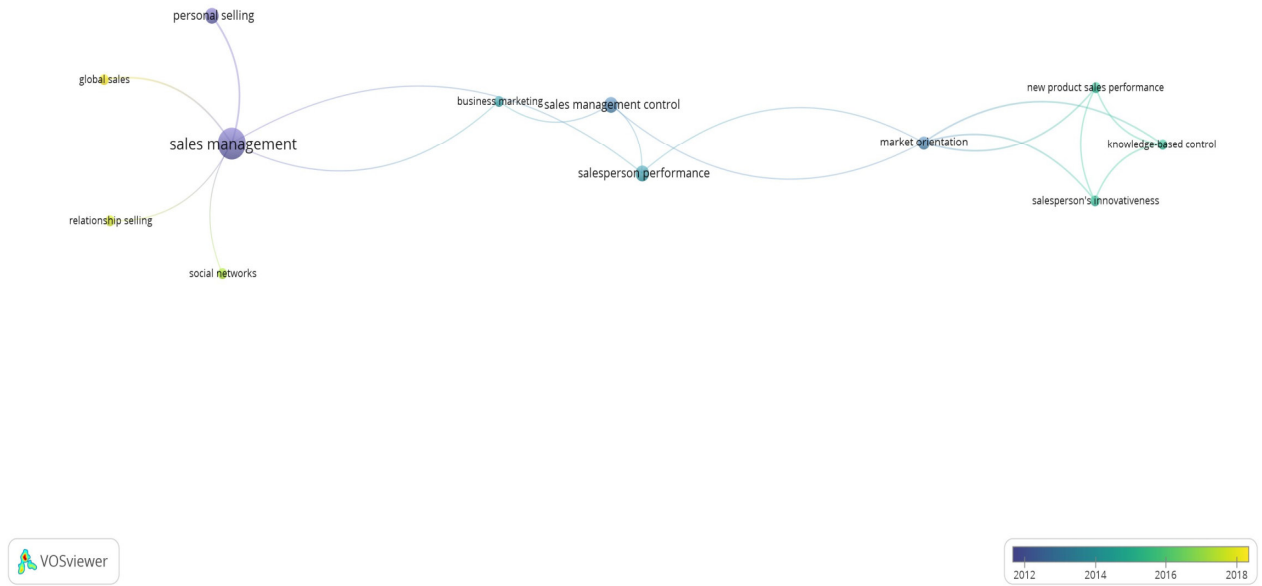 personal selling
global sales
sales management
relationship selling
social networks
business marketing
sales management control
salesperson performance
market orientation
new product sales performance
knowledge-based control
salesperson's innovativeness
VOSviewer
2012 2014 2016 2018